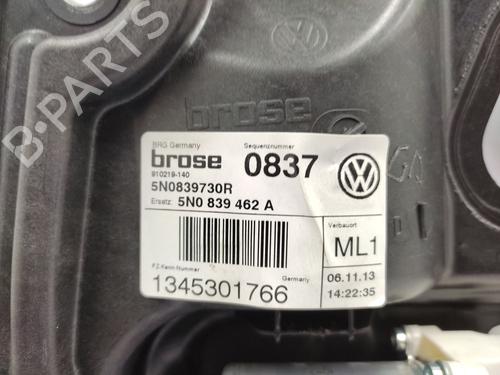 B-PARTS
brose
BRG Germany
Sequenznummer
brose 0837
910219-140
5N0839730R
Ersatz: 5N0 839 462 A
Verbauort
ML1
FZ-Kenn-Nummer
Germany
1345301766
06.11.13
14:22:35